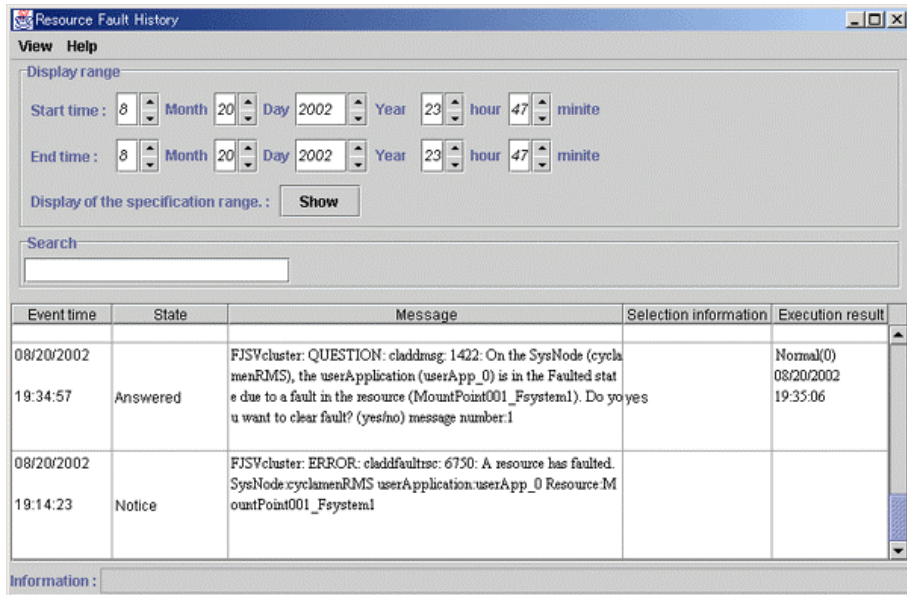 Resource Fault History
View Help
Display range
Start time : 8 Month 20 Day 2002 Year 23 hour 47 minite
End time : 8 Month 20 Day 2002 Year 23 hour 47 minite
Display of the specification range. : Show
Search
Event time State Message Selection information Execution result
08/20/2002 FJSVcluster: QUESTION: claddmsg: 1422: On the SysNode (cycla Normal(0)
menRMS), the userApplication (userApp_0) is in the Faulted stat 08/20/2002
19:34:57 Answered e due to a fault in the resource (MountPoint001_Fsystem1). Do yo yes 19:35:06
u want to clear fault? (yes/no) message number:1
08/20/2002 FJSVcluster: ERROR: claddfaultrsc: 6750: A resource has faulted.
SysNode:cyclamenRMS userApplication:userApp_0 Resource:M
19:14:23 Notice ountPoint001_Fsystem1
Information :